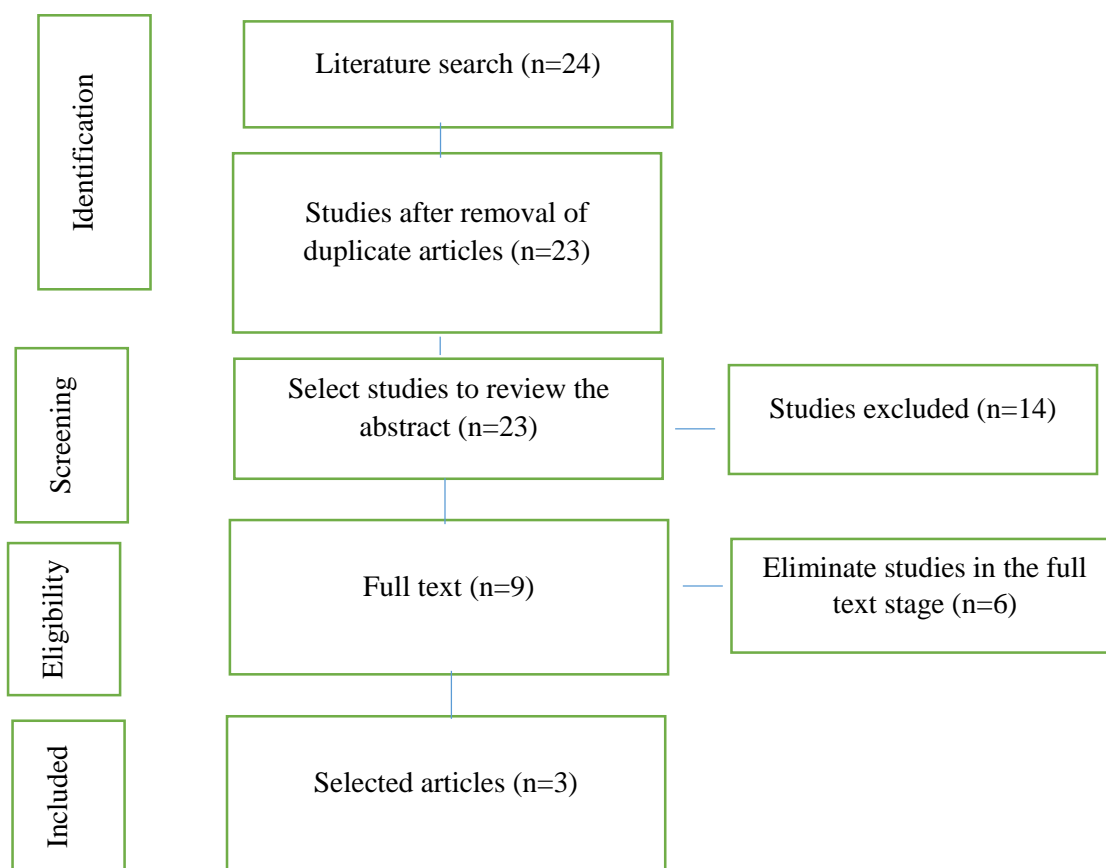 Identification
Literature search (n=24)
Studies after removal of
duplicate articles (n=23)
Screening
Select studies to review the
abstract (n=23)
Studies excluded (n=14)
Eligibility
Full text (n=9)
Eliminate studies in the full
text stage (n=6)
Included
Selected articles (n=3)